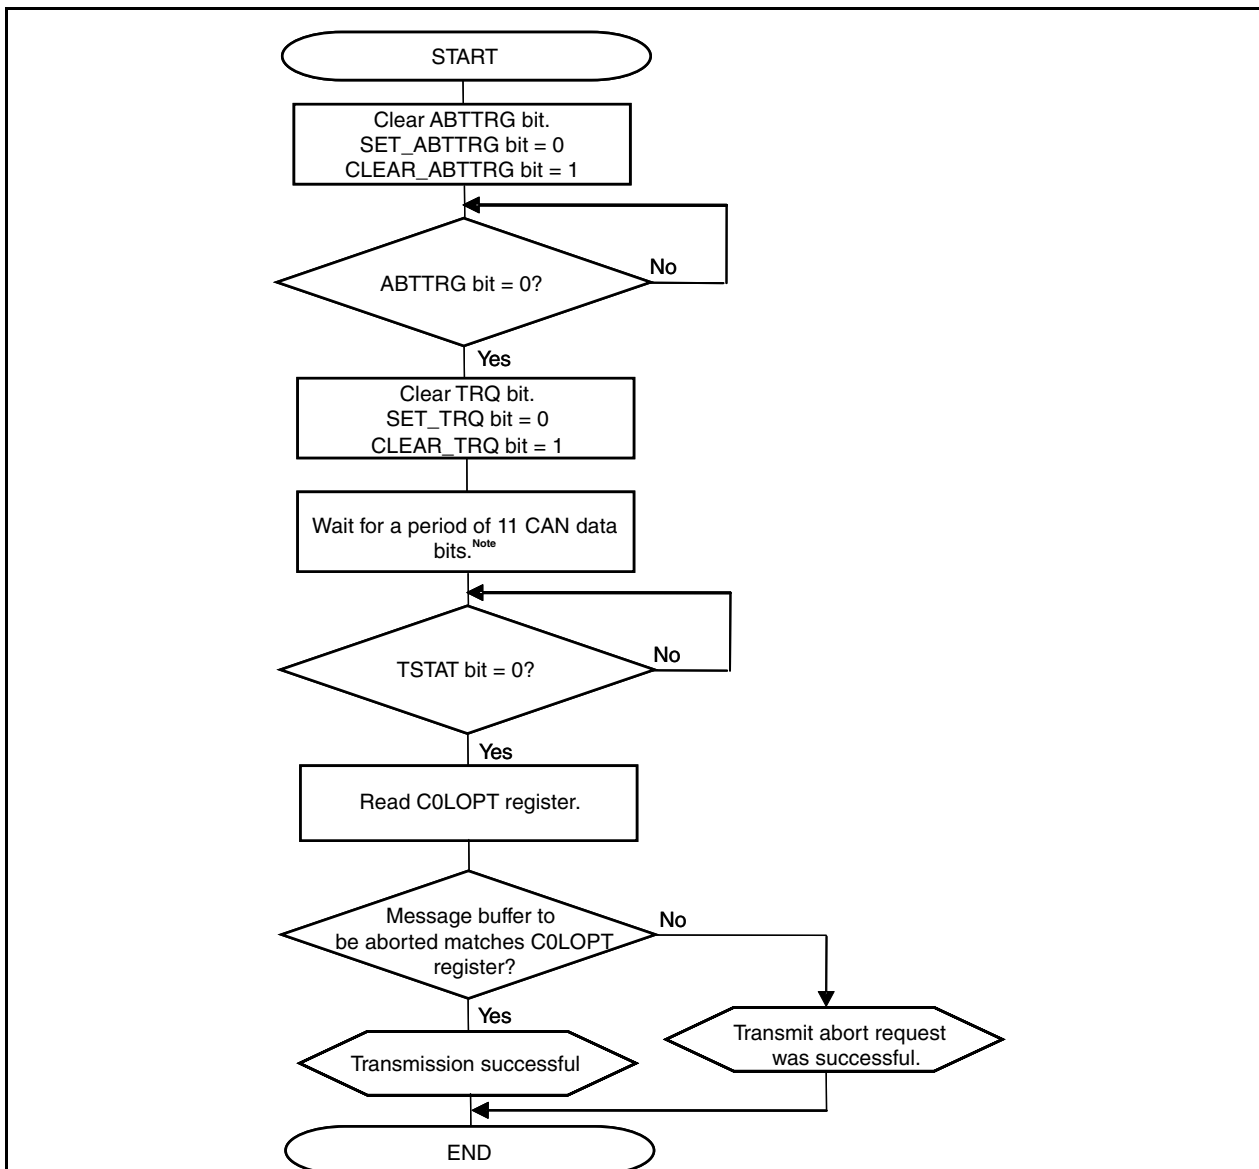 START
Clear ABTTRG bit.
SET_ABTTRG bit = 0
CLEAR_ABTTRG bit = 1
ABTTRG bit = 0?
No
Yes
Clear TRQ bit.
SET_TRQ bit = 0
CLEAR_TRQ bit = 1
Wait for a period of 11 CAN data
bits.Note
TSTAT bit = 0?
No
Yes
Read C0LOPT register.
Message buffer to
be aborted matches C0LOPT
register?
No
Yes
Transmission successful
Transmit abort request
was successful.
END